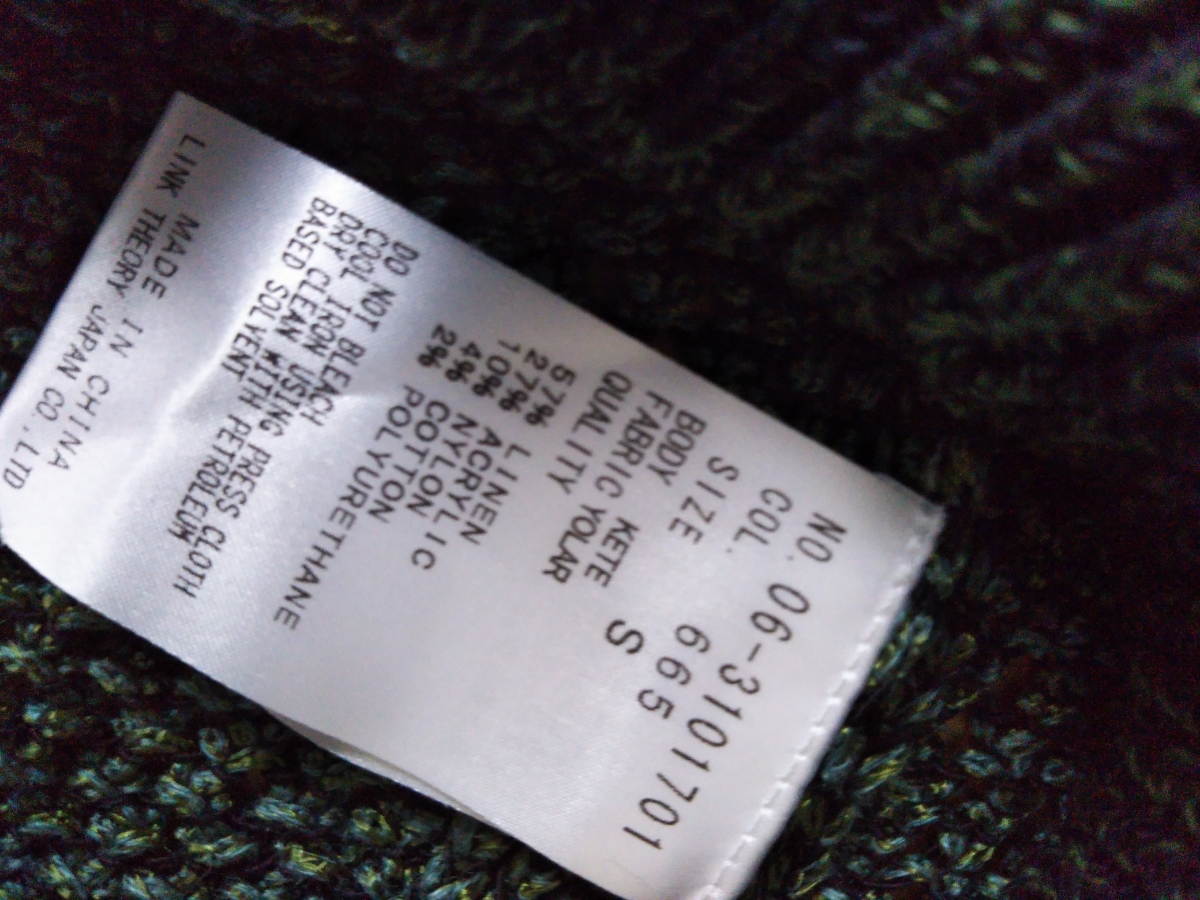 NO. 06-3101701
COL. 665
SIZE S
BODY KETE
FABRIC YOLAR
QUALITY
57% LINEN
27% ACRYLIC
10% NYLON
4% COTTON
2% POLYURETHANE
DO NOT BLEACH
COOL IRON USING PRESS CLOTH
DRY CLEAN WITH PETROLEUM
BASED SOLVENT
MADE IN CHINA
LINK THEORY JAPAN CO.,LTD